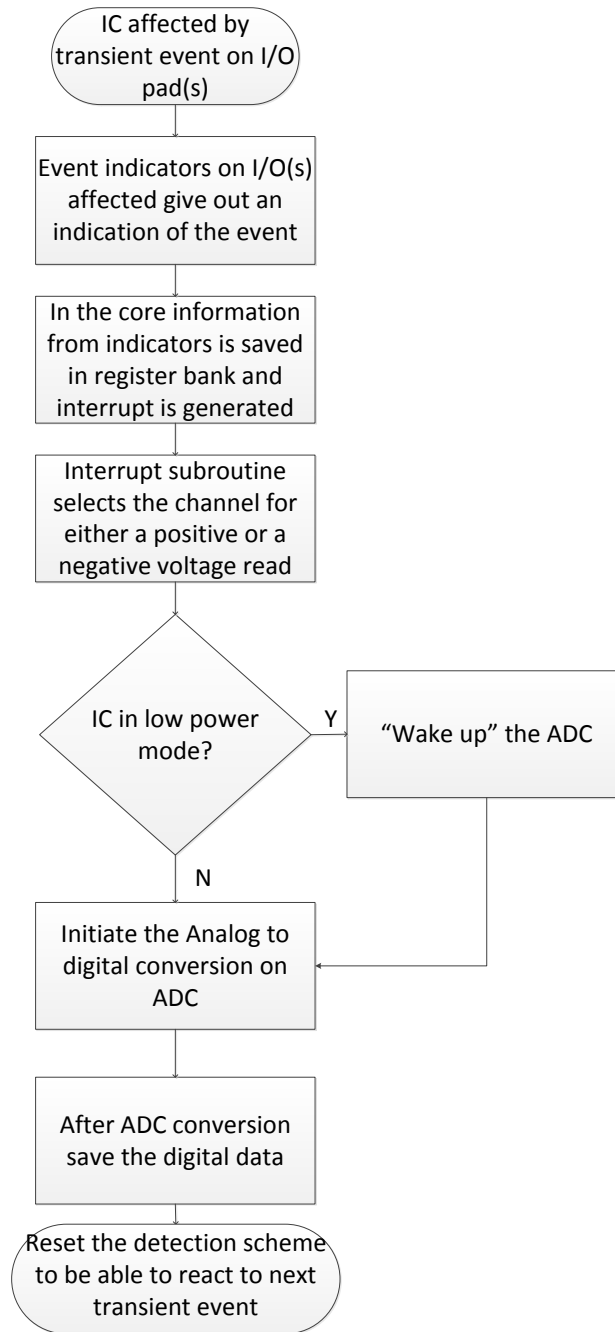 IC affected by
transient event on I/O
pad(s)
Event indicators on I/O(s)
affected give out an
indication of the event
In the core information
from indicators is saved
in register bank and
interrupt is generated
Interrupt subroutine
selects the channel for
either a positive or a
negative voltage read
IC in low power
mode?
Y
“Wake up” the ADC
N
Initiate the Analog to
digital conversion on
ADC
After ADC conversion
save the digital data
Reset the detection scheme
to be able to react to next
transient event